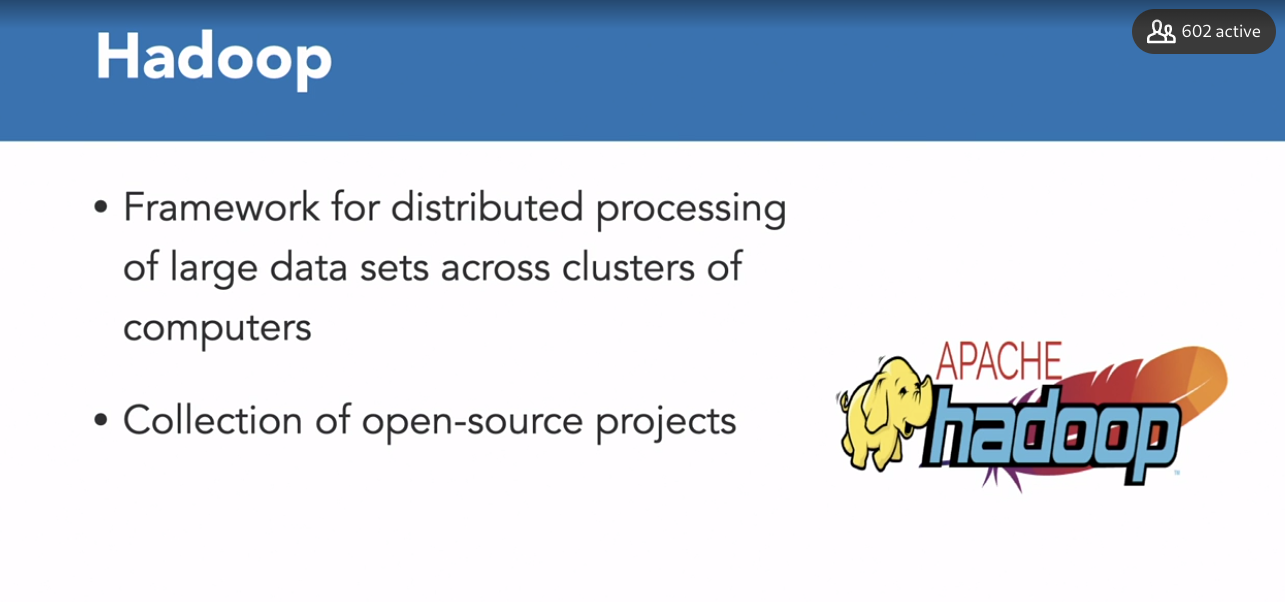 Hadoop
602 active
• Framework for distributed processing
of large data sets across clusters of
computers
• Collection of open-source projects
APACHE
hadoop
TM